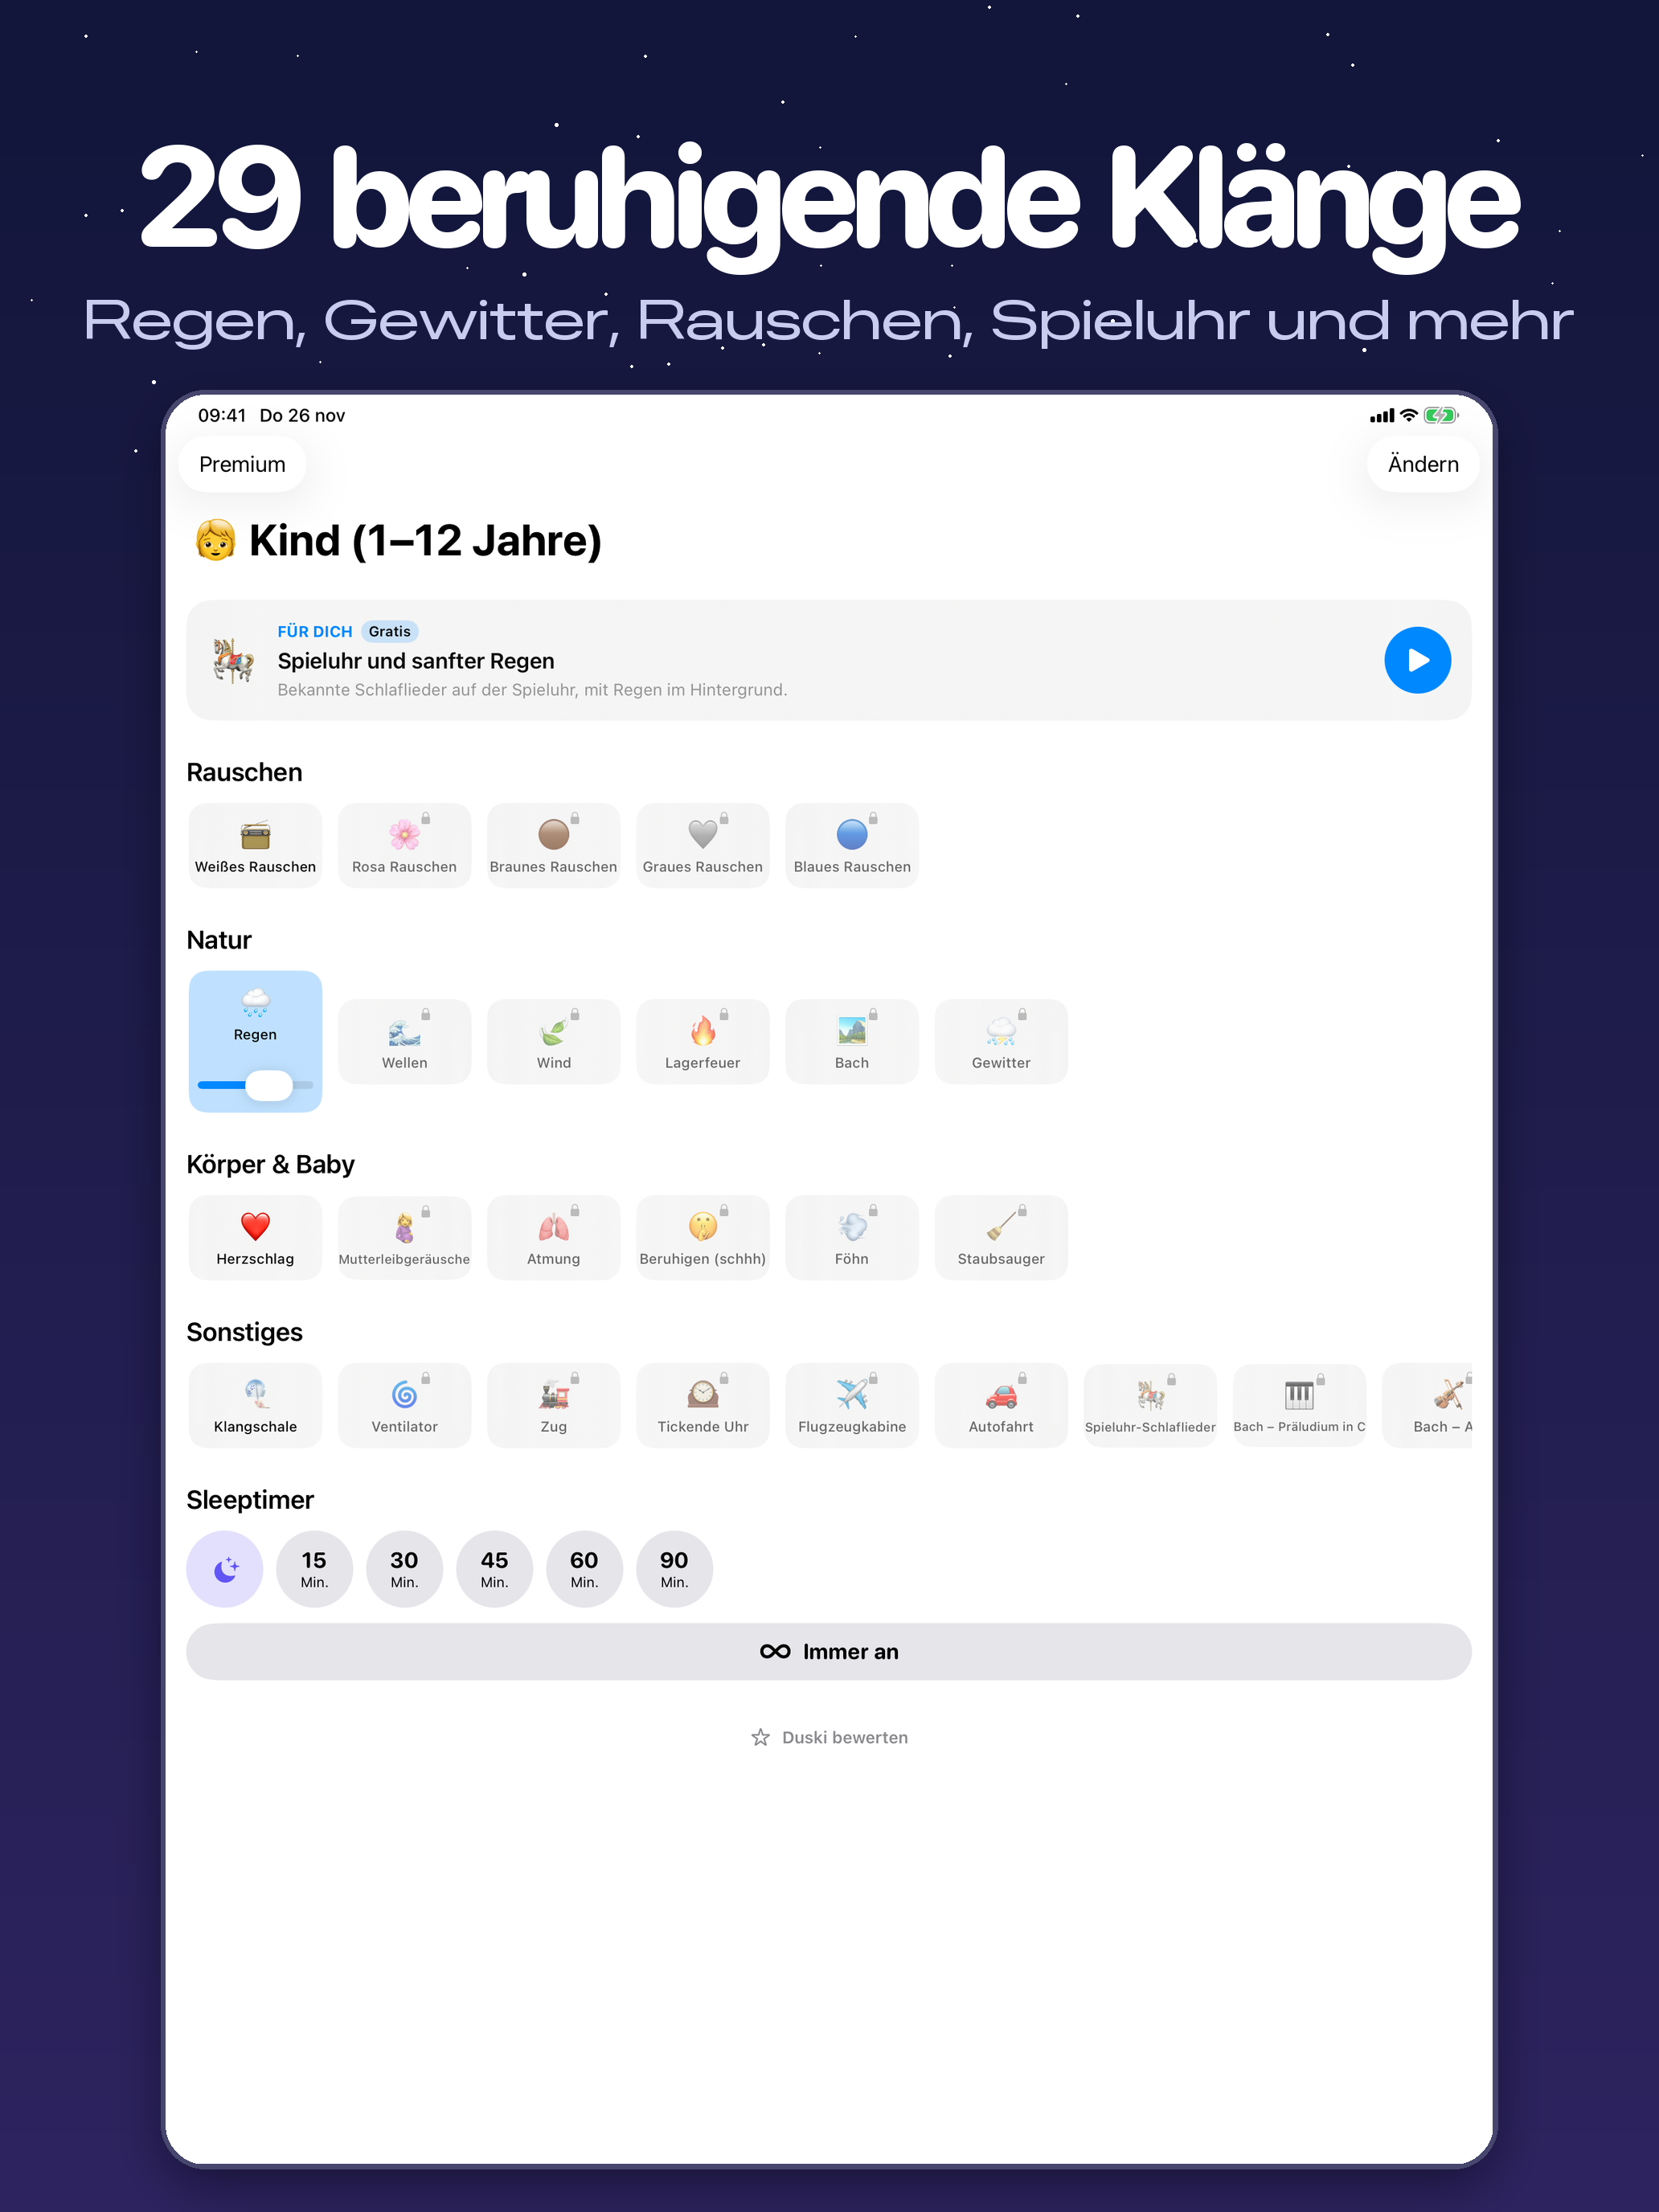 29 beruhigende Klänge
Regen, Gewitter, Rauschen, Spieluhr und mehr
09:41 Do 26 nov
Premium
Ändern
Kind (1–12 Jahre)
FÜR DICH Gratis
Spieluhr und sanfter Regen
Bekannte Schlaflieder auf der Spieluhr, mit Regen im Hintergrund.
Rauschen
Weißes Rauschen Rosa Rauschen Braunes Rauschen Graues Rauschen Blaues Rauschen
Natur
Regen
Wellen Wind Lagerfeuer Bach Gewitter
Körper & Baby
Herzschlag Mutterleibgeräusche Atmung Beruhigen (schhh) Föhn Staubsauger
Sonstiges
Klangschale Ventilator Zug Tickende Uhr Flugzeugkabine Autofahrt Spieluhr-Schlaflieder Bach – Präludium in C Bach – A
Sleeptimer
15 30 45 60 90
Min. Min. Min. Min. Min.
Immer an
Duski bewerten